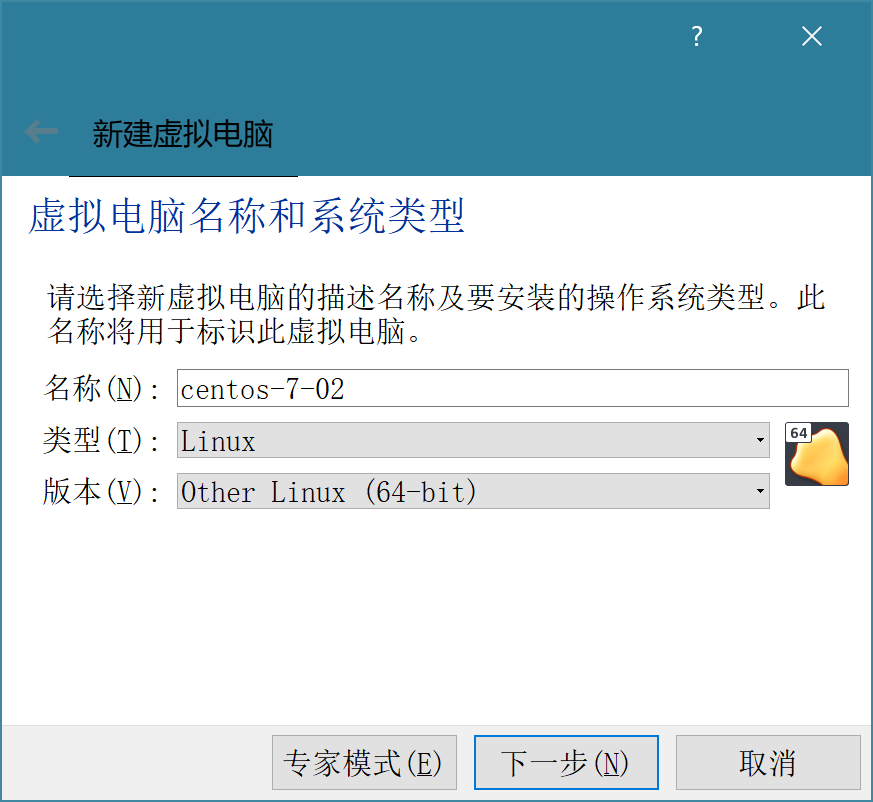 ?
新建虚拟电脑
虚拟电脑名称和系统类型
请选择新虚拟电脑的描述名称及要安装的操作系统类型。此
名称将用于标识此虚拟电脑。
名称(N): centos-7-02
类型(T): Linux
64
版本(V): Other Linux (64-bit)
专家模式(E) 下一步(N) 取消